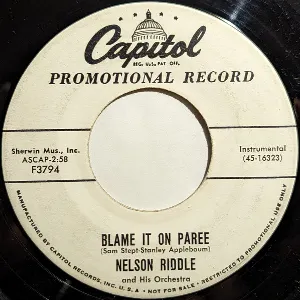 Capitol
REG. U.S. PAT. OFF.
PROMOTIONAL RECORD
Sherwin Mus., Inc.
ASCAP-2:58
F3794
Instrumental
(45-16323)
BLAME IT ON PAREE
(Sam Stept-Stanley Applebaum)
NELSON RIDDLE
and His Orchestra
MANUFACTURED BY CAPITOL RECORDS, INC. U.S.A. • NOT FOR SALE • RESTRICTED TO PROMOTIONAL USE ONLY